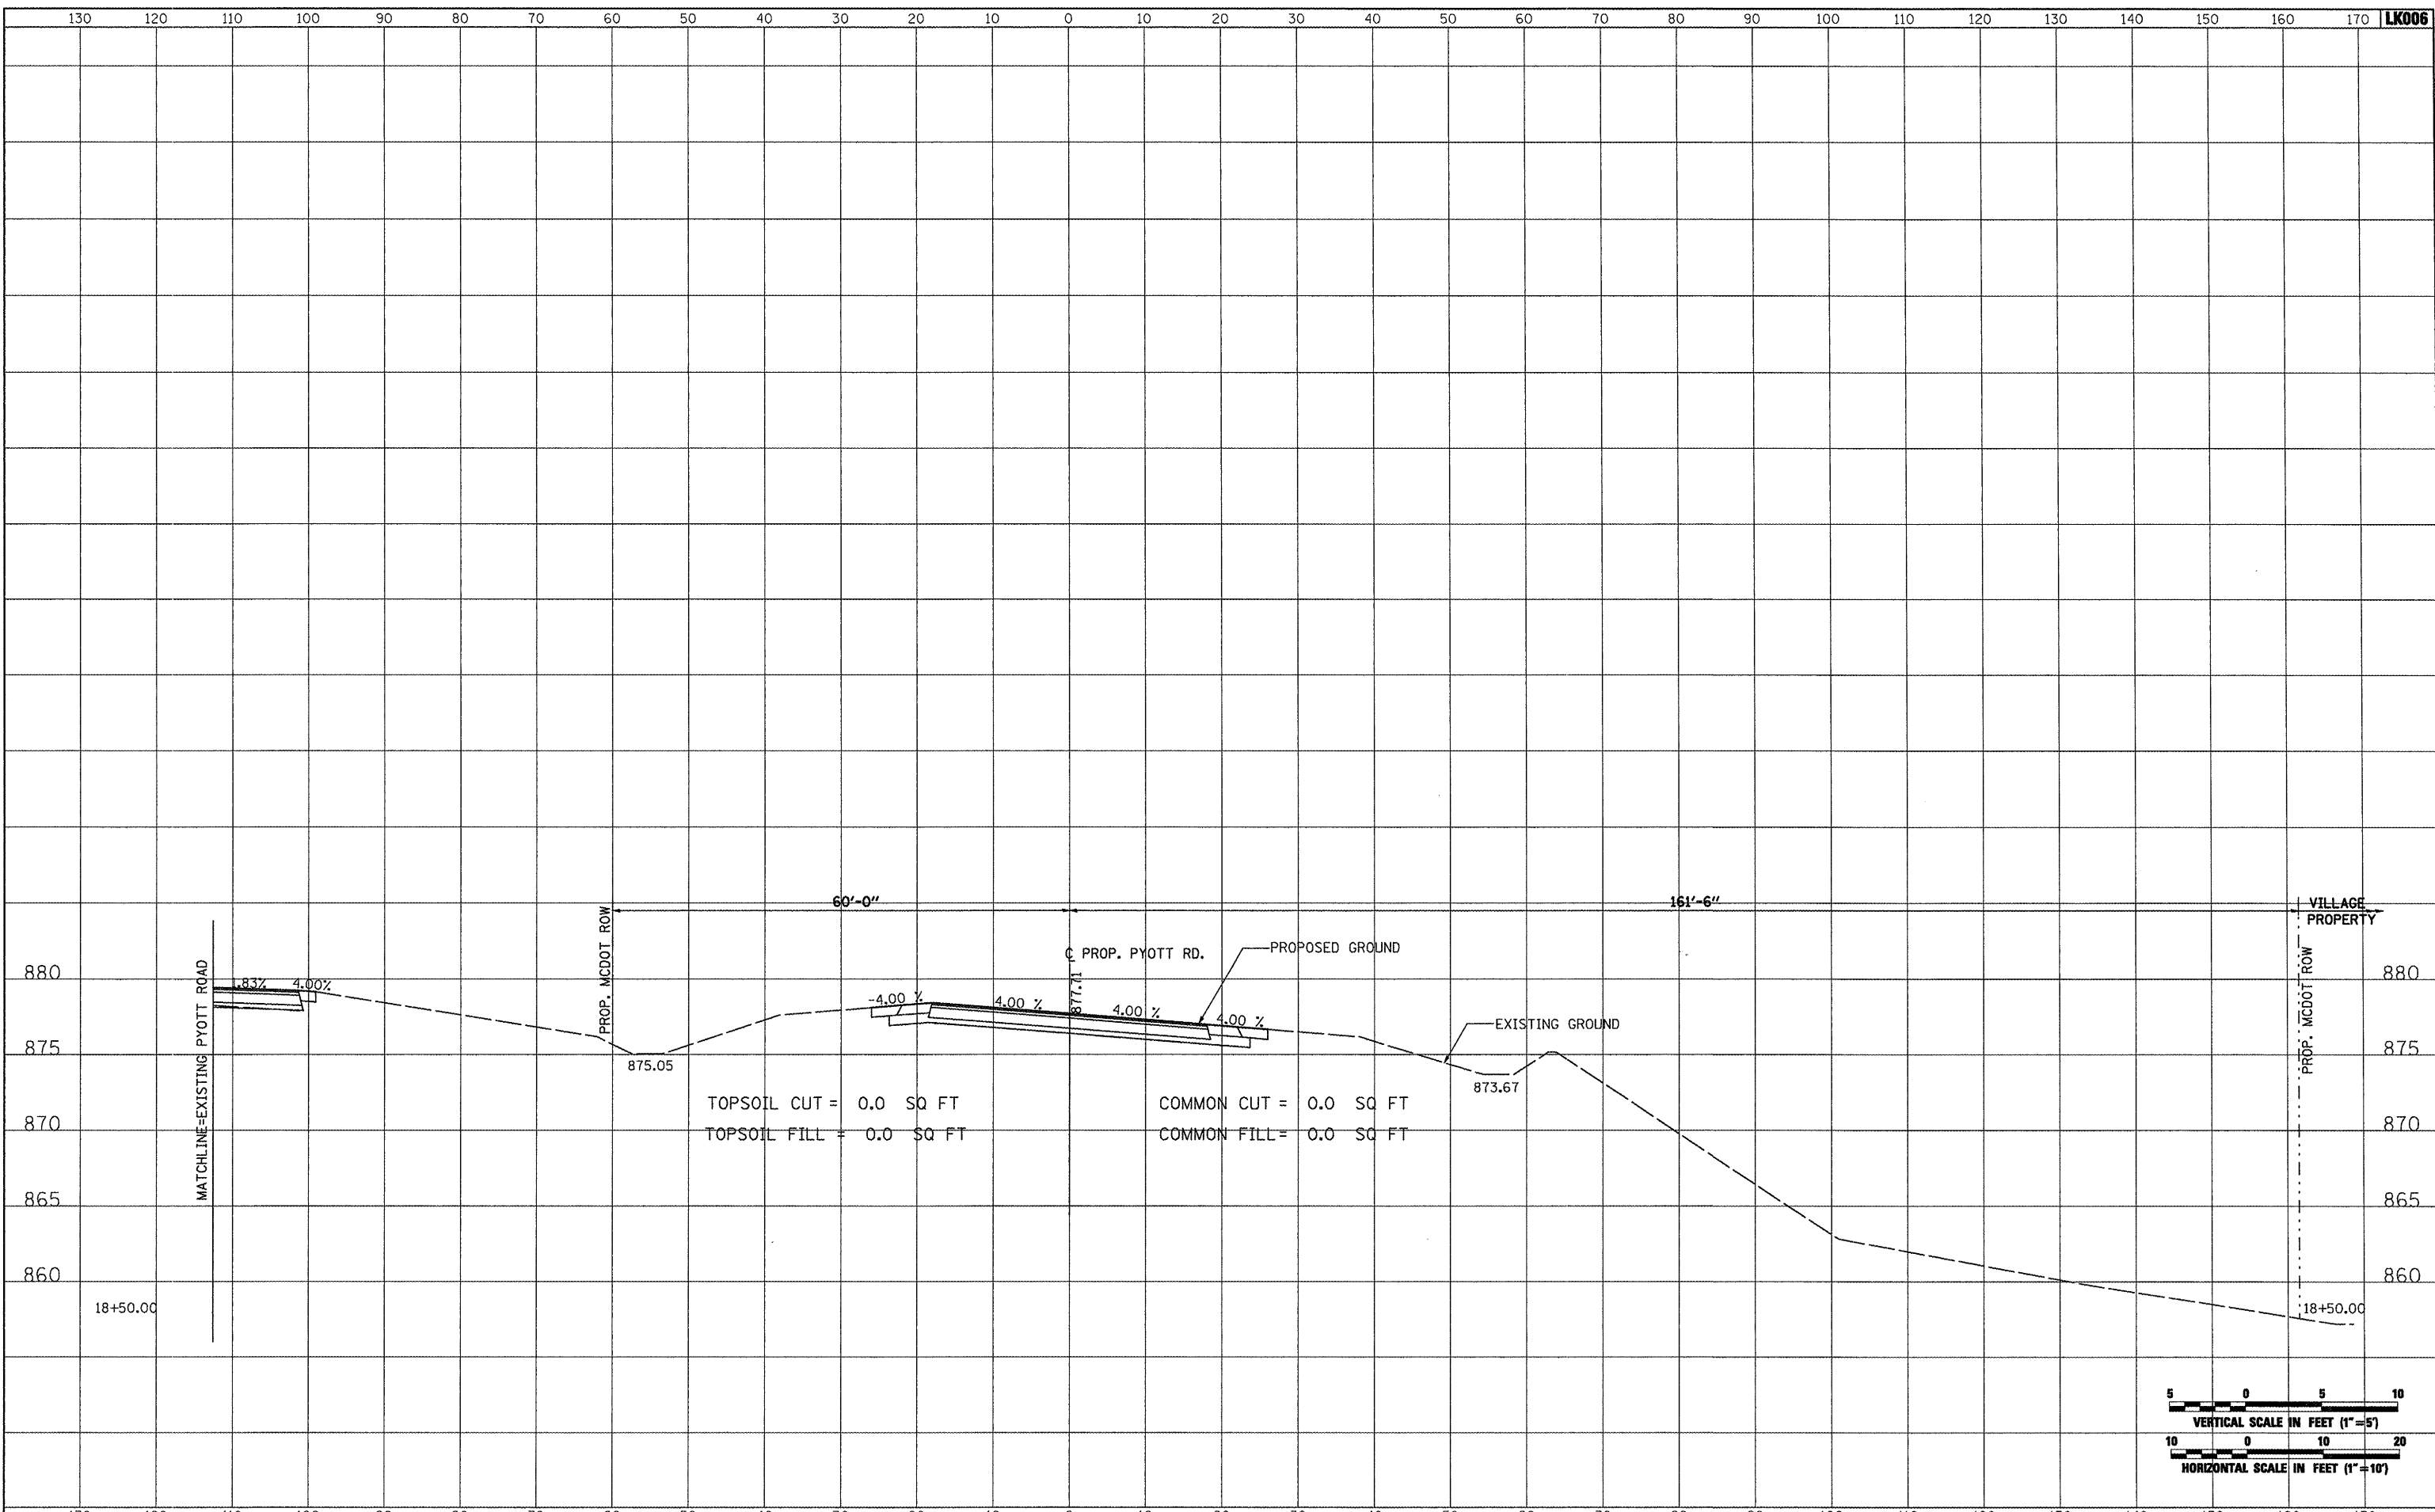 130 120 110 100 90 80 70 60 50 40 30 20 10 0 10 20 30 40 50 60 70 80 90 100 110 120 130 140 150 160 170 LK006
60'-0" 161'-6" VILLAGE
PROPERTY
MATCHLINE=EXISTING PYOTT ROAD
PROP. MCDOT ROW
℄ PROP. PYOTT RD.
877.71
PROPOSED GROUND
PROP. MCDOT ROW
880 880
4.00%
-4.00 % 4.00 % 4.00 % 4.00 %
EXISTING GROUND
875 875
875.05
873.67
TOPSOIL CUT = 0.0 SQ FT COMMON CUT = 0.0 SQ FT
TOPSOIL FILL = 0.0 SQ FT COMMON FILL= 0.0 SQ FT
870 870
865 865
860 860
18+50.00 18+50.00
5 0 5 10
VERTICAL SCALE IN FEET (1"=5')
10 0 10 20
HORIZONTAL SCALE IN FEET (1"=10')